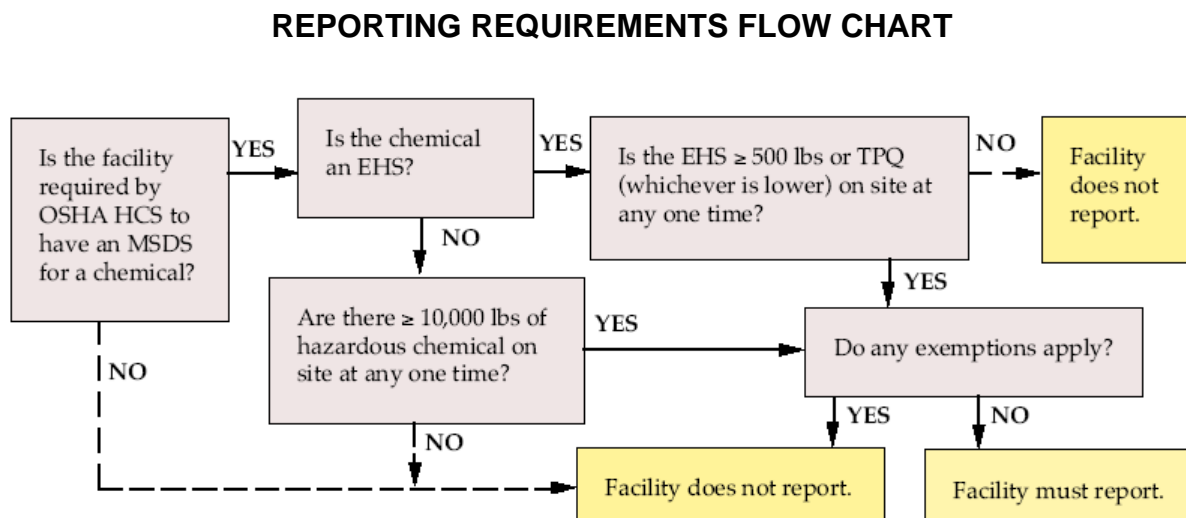 REPORTING REQUIREMENTS FLOW CHART
Is the facility
required by
OSHA HCS to
have an MSDS
for a chemical?
YES
Is the chemical
an EHS?
YES
Is the EHS ≥ 500 lbs or TPQ
(whichever is lower) on site at
any one time?
NO
Facility
does not
report.
NO
YES
Are there ≥ 10,000 lbs of
hazardous chemical on
site at any one time?
YES
Do any exemptions apply?
NO
NO
YES
NO
Facility does not report.
Facility must report.